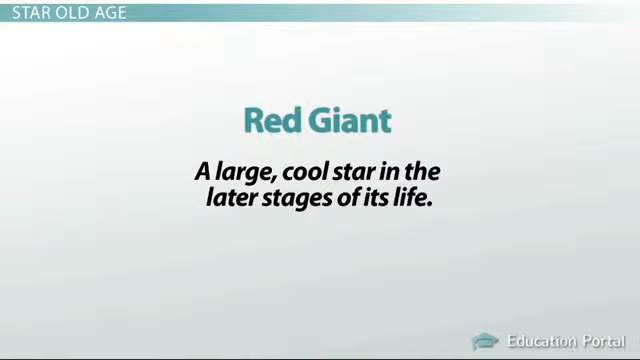 STAR OLD AGE
Red Giant
A large, cool star in the
later stages of its life.
Education Portal